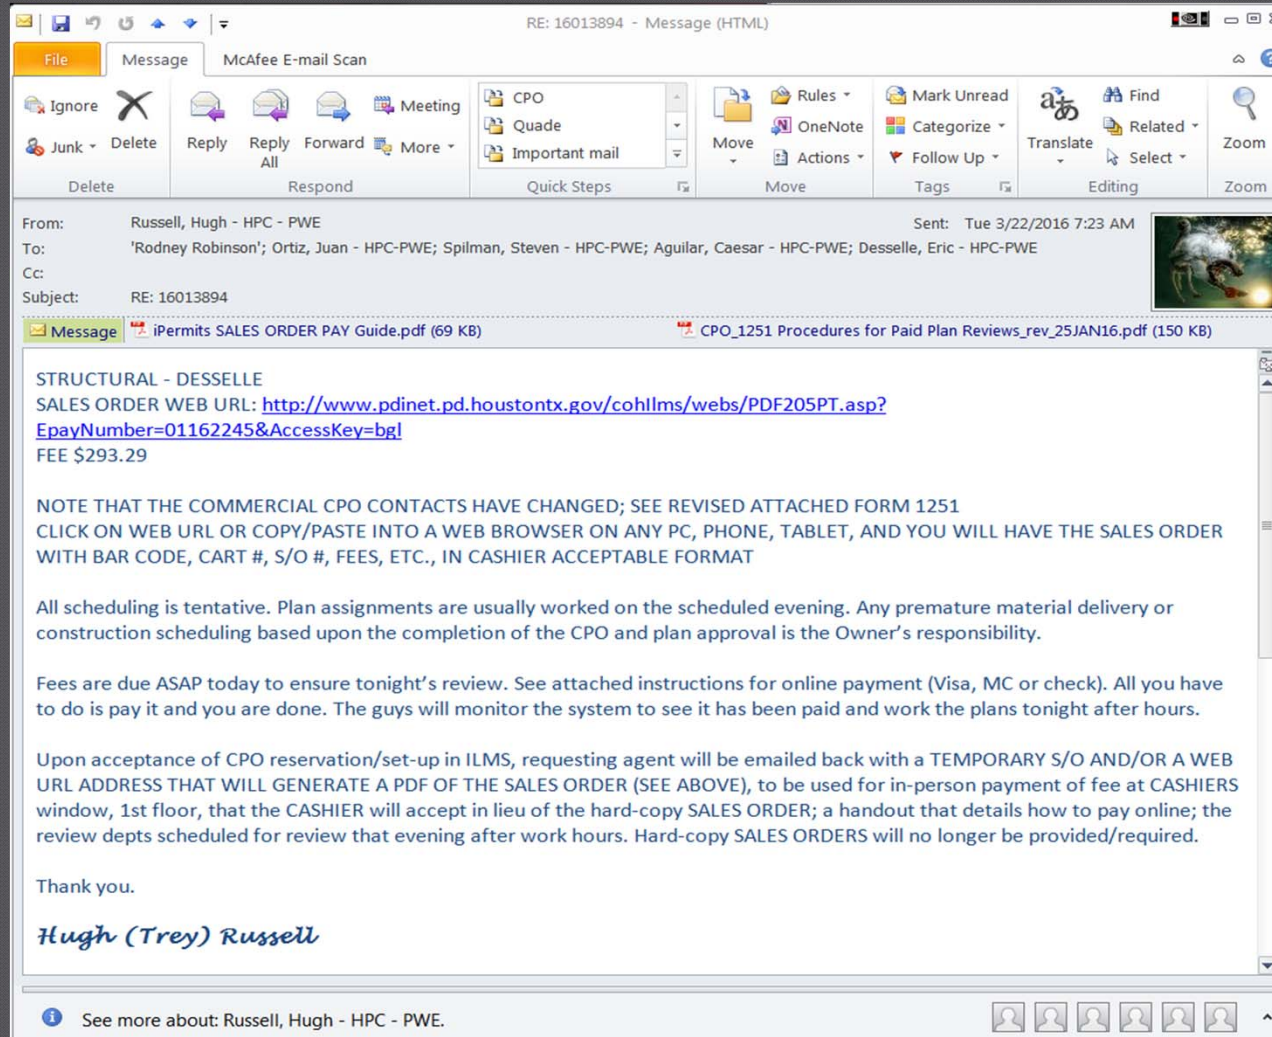 RE: 16013894 - Message (HTML)
File Message McAfee E-mail Scan
Ignore
Junk
Delete
Reply
Reply All
Forward
Meeting
More
CPO
Quade
Important mail
Move
Rules
OneNote
Actions
Mark Unread
Categorize
Follow Up
Translate
Find
Related
Select
Zoom
Delete Respond Quick Steps Move Tags Editing Zoom
From: Russell, Hugh - HPC - PWE Sent: Tue 3/22/2016 7:23 AM
To: 'Rodney Robinson'; Ortiz, Juan - HPC-PWE; Spilman, Steven - HPC-PWE; Aguilar, Caesar - HPC-PWE; Desselle, Eric - HPC-PWE
Cc:
Subject: RE: 16013894
Message iPermits SALES ORDER PAY Guide.pdf (69 KB) CPO_1251 Procedures for Paid Plan Reviews_rev_25JAN16.pdf (150 KB)
STRUCTURAL - DESSELLE
SALES ORDER WEB URL: http://www.pdinet.pd.houstontx.gov/cohIlms/webs/PDF205PT.asp?
EpayNumber=01162245&AccessKey=bgl
FEE $293.29
NOTE THAT THE COMMERCIAL CPO CONTACTS HAVE CHANGED; SEE REVISED ATTACHED FORM 1251
CLICK ON WEB URL OR COPY/PASTE INTO A WEB BROWSER ON ANY PC, PHONE, TABLET, AND YOU WILL HAVE THE SALES ORDER
WITH BAR CODE, CART #, S/O #, FEES, ETC., IN CASHIER ACCEPTABLE FORMAT
All scheduling is tentative. Plan assignments are usually worked on the scheduled evening. Any premature material delivery or
construction scheduling based upon the completion of the CPO and plan approval is the Owner's responsibility.
Fees are due ASAP today to ensure tonight's review. See attached instructions for online payment (Visa, MC or check). All you have
to do is pay it and you are done. The guys will monitor the system to see it has been paid and work the plans tonight after hours.
Upon acceptance of CPO reservation/set-up in ILMS, requesting agent will be emailed back with a TEMPORARY S/O AND/OR A WEB
URL ADDRESS THAT WILL GENERATE A PDF OF THE SALES ORDER (SEE ABOVE), to be used for in-person payment of fee at CASHIERS
window, 1st floor, that the CASHIER will accept in lieu of the hard-copy SALES ORDER; a handout that details how to pay online; the
review depts scheduled for review that evening after work hours. Hard-copy SALES ORDERS will no longer be provided/required.
Thank you.
Hugh (Trey) Russell
See more about: Russell, Hugh - HPC - PWE.